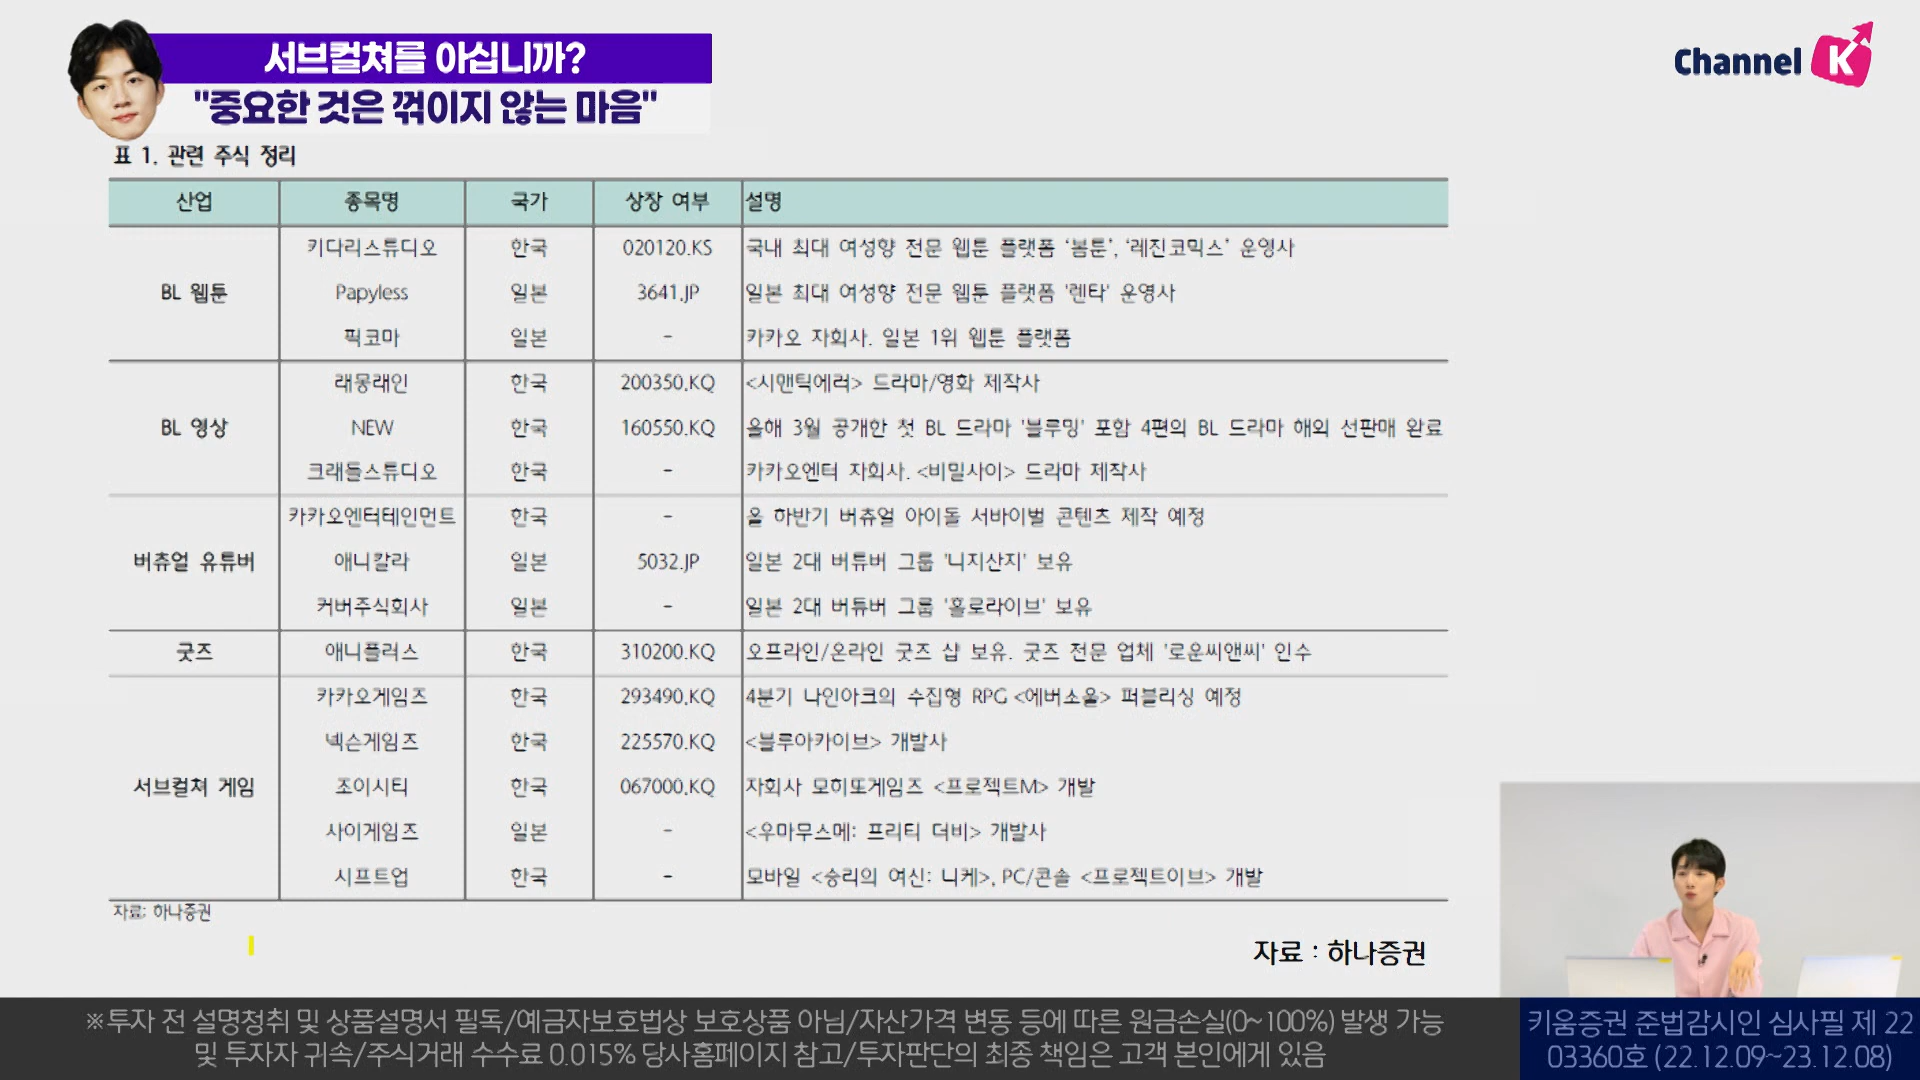 서브컬쳐를 아십니까?
"중요한 것은 꺾이지 않는 마음"
Channel K
표 1. 관련 주식 정리
산업 종목명 국가 상장 여부 설명
BL 웹툰
키다리스튜디오 한국 020120.KS 국내 최대 여성향 전문 웹툰 플랫폼 '봄툰', '레진코믹스' 운영사
Papyless 일본 3641.JP 일본 최대 여성향 전문 웹툰 플랫폼 '렌타' 운영사
픽코마 일본 - 카카오 자회사. 일본 1위 웹툰 플랫폼
BL 영상
래몽래인 한국 200350.KQ <시맨틱에러> 드라마/영화 제작사
NEW 한국 160550.KQ 올해 3월 공개한 첫 BL 드라마 '블루밍' 포함 4편의 BL 드라마 해외 선판매 완료
크래들스튜디오 한국 - 카카오엔터 자회사. <비밀사이> 드라마 제작사
버츄얼 유튜버
카카오엔터테인먼트 한국 - 올 하반기 버츄얼 아이돌 서바이벌 콘텐츠 제작 예정
애니칼라 일본 5032.JP 일본 2대 버튜버 그룹 '니지산지' 보유
커버주식회사 일본 - 일본 2대 버튜버 그룹 '홀로라이브' 보유
굿즈 애니플러스 한국 310200.KQ 오프라인/온라인 굿즈 샵 보유. 굿즈 전문 업체 '로운씨앤씨' 인수
서브컬쳐 게임
카카오게임즈 한국 293490.KQ 4분기 나인아크의 수집형 RPG <에버소울> 퍼블리싱 예정
넥슨게임즈 한국 225570.KQ <블루아카이브> 개발사
조이시티 한국 067000.KQ 자회사 모히또게임즈 <프로젝트M> 개발
사이게임즈 일본 - <우마무스메: 프리티 더비> 개발사
시프트업 한국 - 모바일 <승리의 여신: 니케>, PC/콘솔 <프로젝트이브> 개발
자료: 하나증권
자료 : 하나증권
※투자 전 설명청취 및 상품설명서 필독/예금자보호법상 보호상품 아님/자산가격 변동 등에 따른 원금손실(0~100%) 발생 가능
및 투자자 귀속/주식거래 수수료 0.015% 당사홈페이지 참고/투자판단의 최종 책임은 고객 본인에게 있음
키움증권 준법감시인 심사필 제 22
03360호 (22.12.09~23.12.08)